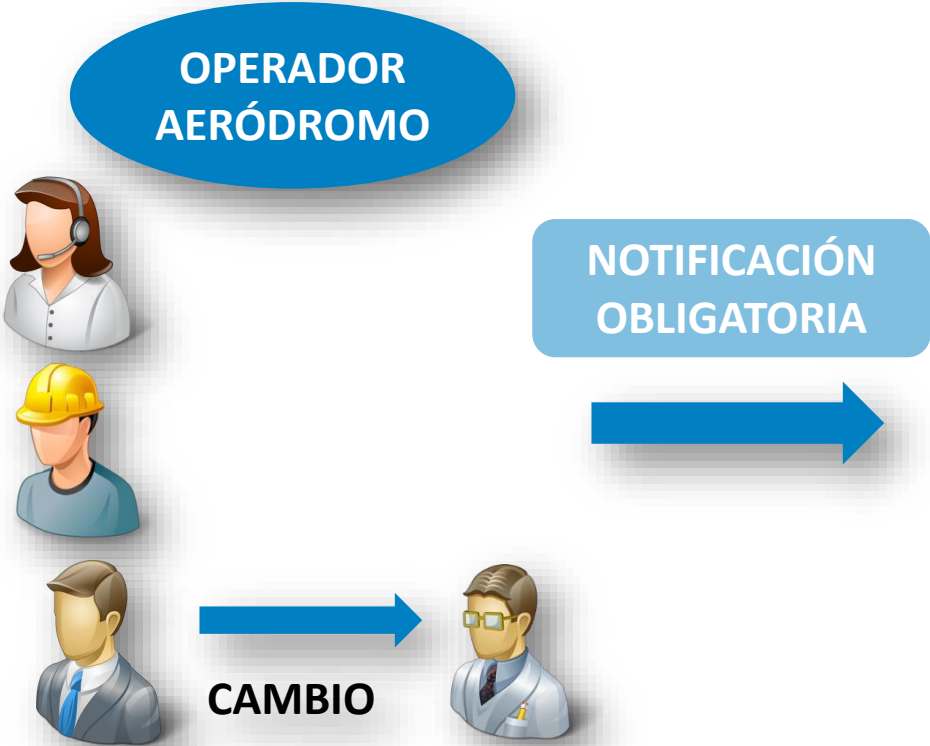 OPERADOR
AERÓDROMO
NOTIFICACIÓN
OBLIGATORIA
CAMBIO